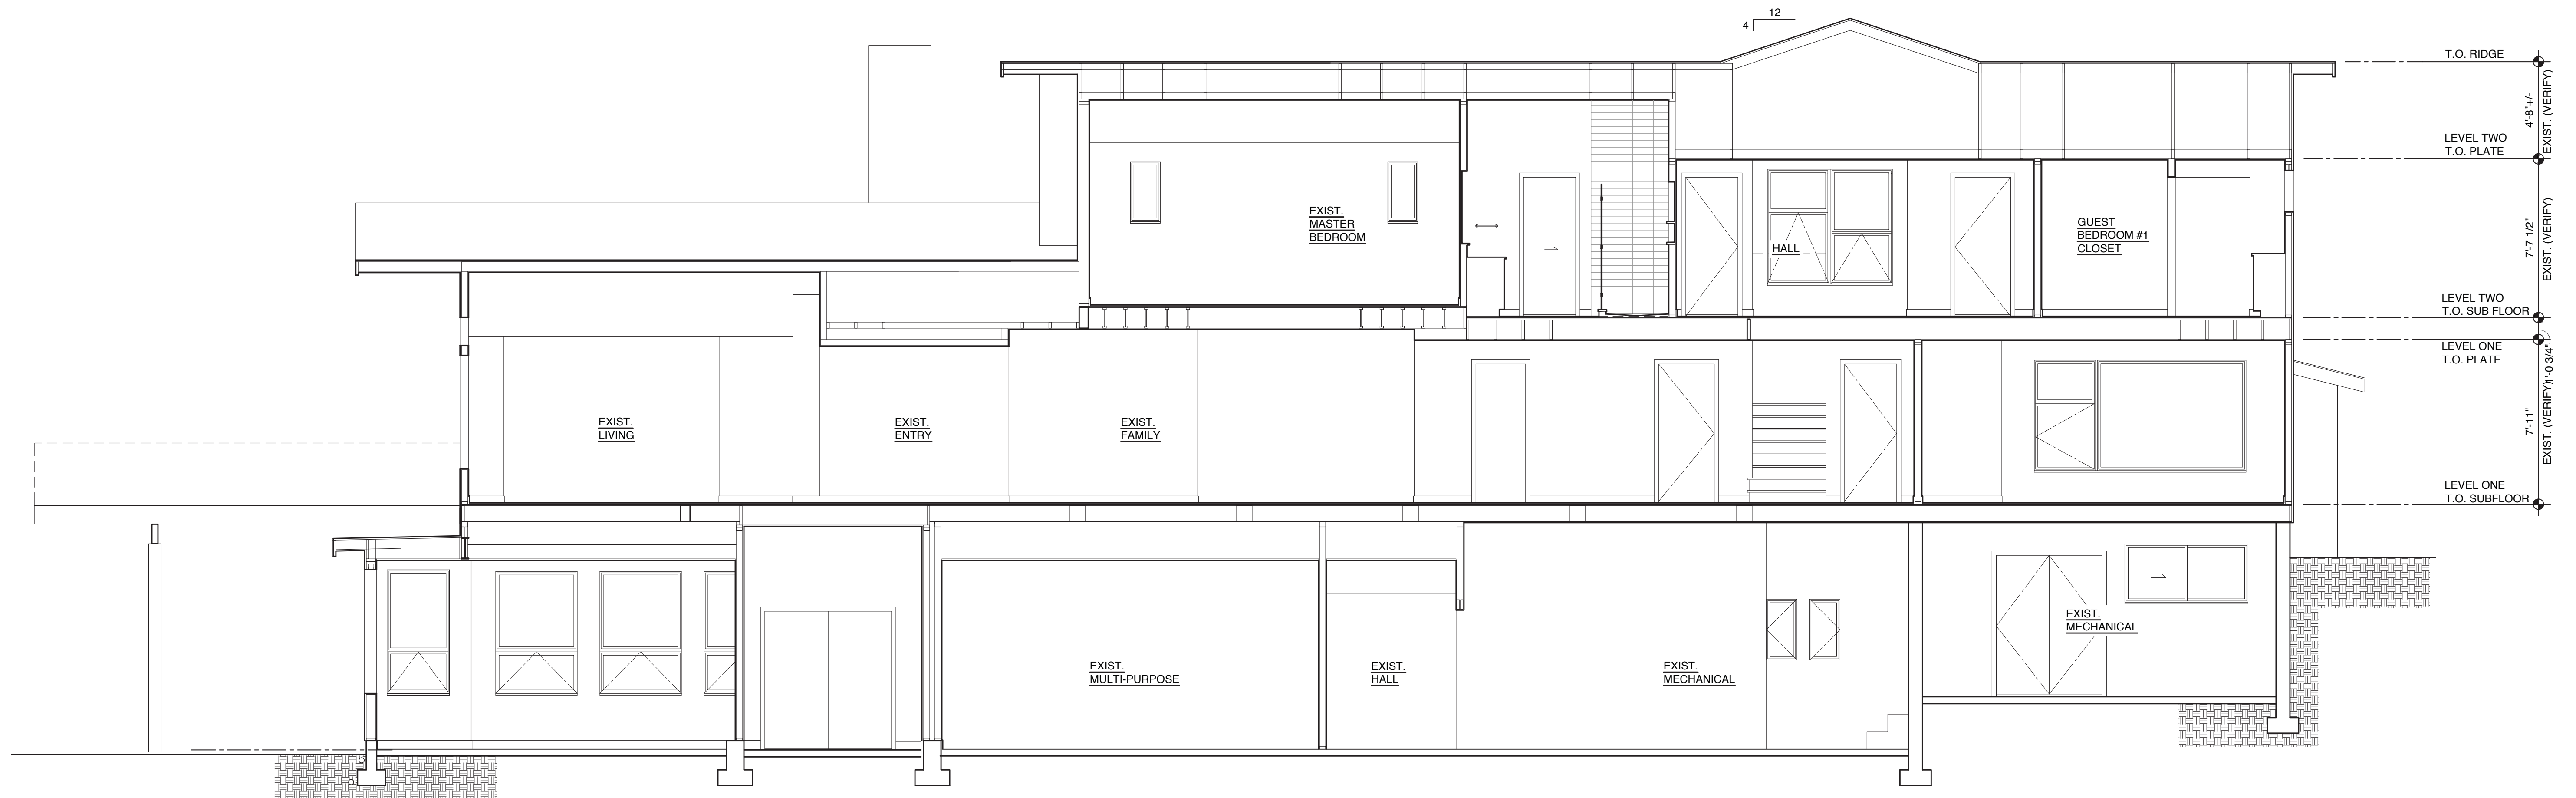 12
4
T.O. RIDGE
4'-8"+/-
EXIST. (VERIFY)
LEVEL TWO
T.O. PLATE
7'-7 1/2"
EXIST. (VERIFY)
LEVEL TWO
T.O. SUB FLOOR
1'-0 3/4"
LEVEL ONE
T.O. PLATE
7'-11"
EXIST. (VERIFY)
LEVEL ONE
T.O. SUBFLOOR
EXIST.
MASTER
BEDROOM
HALL
GUEST
BEDROOM #1
CLOSET
EXIST.
LIVING
EXIST.
ENTRY
EXIST.
FAMILY
EXIST.
MULTI-PURPOSE
EXIST.
HALL
EXIST.
MECHANICAL
EXIST.
MECHANICAL